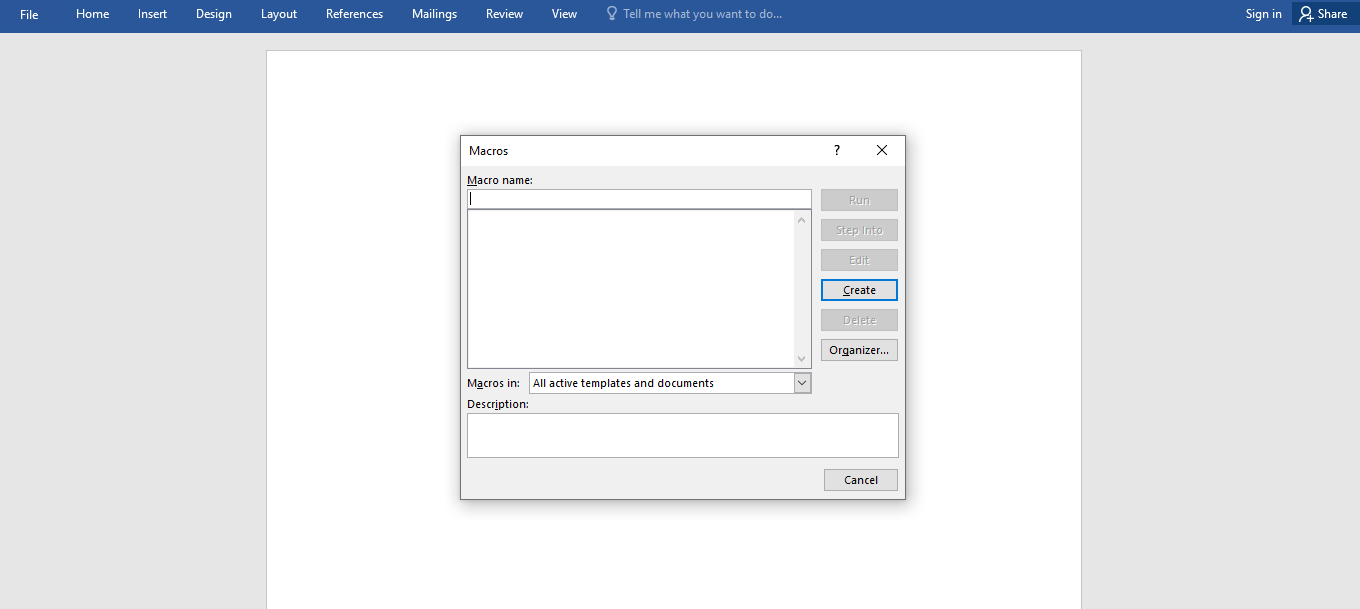 File Home Insert Design Layout References Mailings Review View Tell me what you want to do... Sign in Share
Macros ?
Macro name:
Run
Step Into
Edit
Create
Delete
Organizer...
Macros in: All active templates and documents
Description:
Cancel